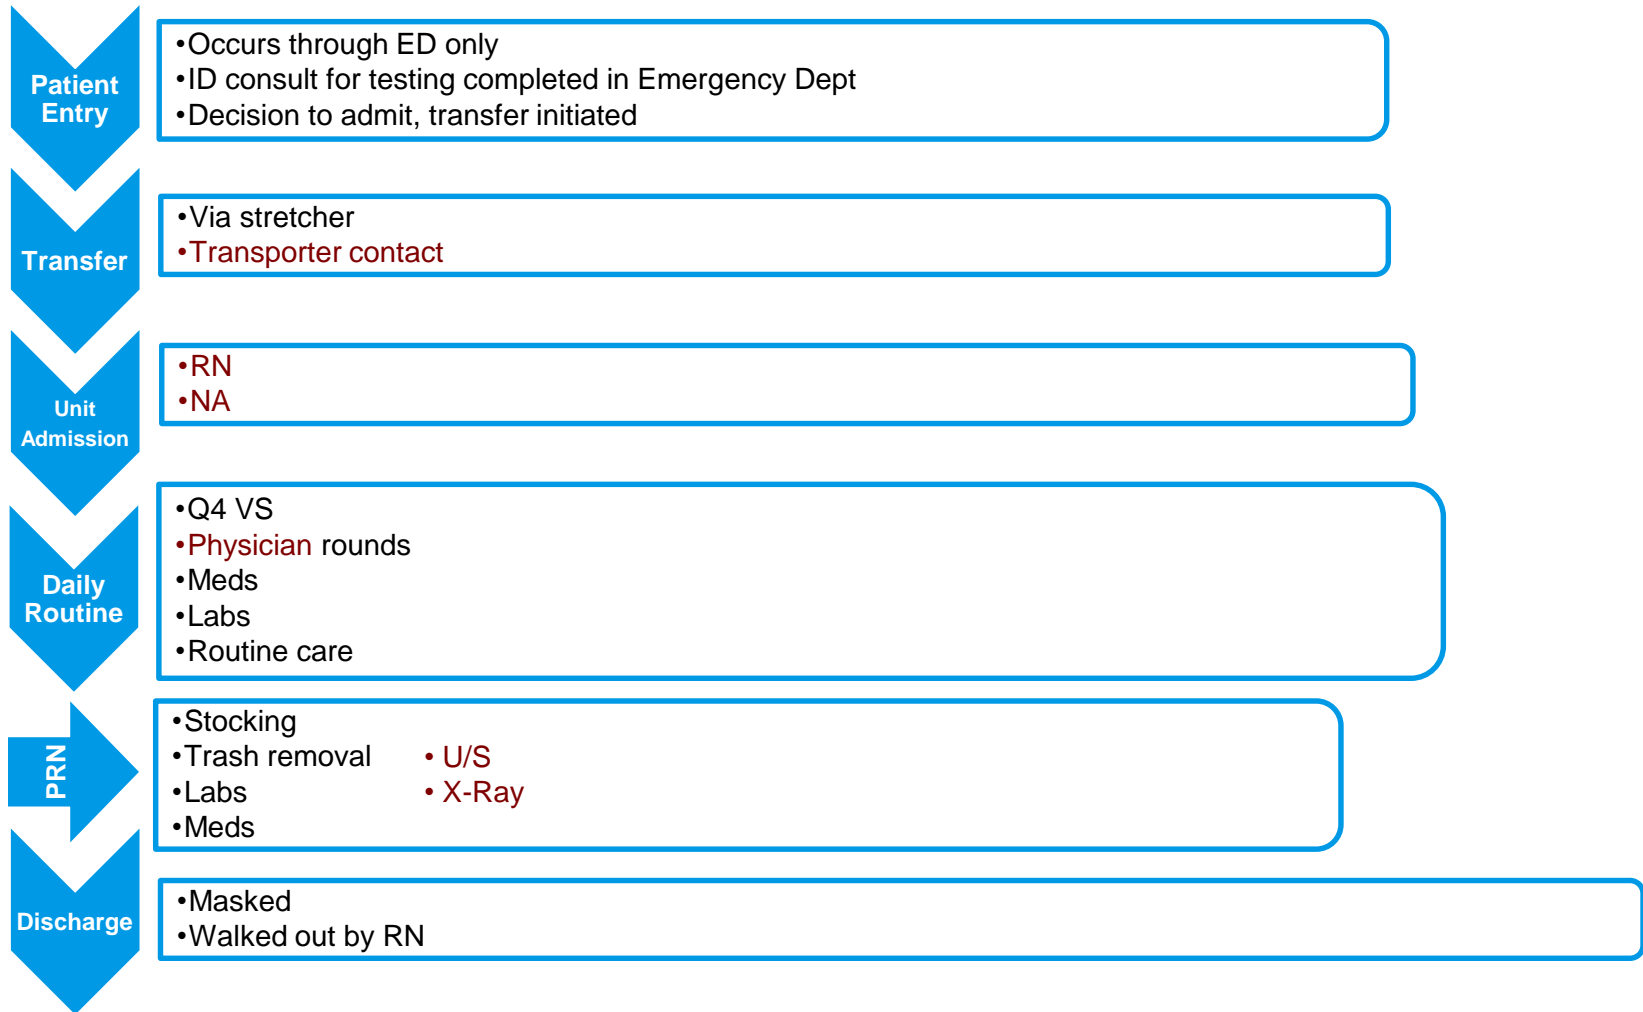 Patient
Entry
•Occurs through ED only
•ID consult for testing completed in Emergency Dept
•Decision to admit, transfer initiated
Transfer
•Via stretcher
•Transporter contact
Unit
Admission
•RN
•NA
Daily
Routine
•Q4 VS
•Physician rounds
•Meds
•Labs
•Routine care
PRN
•Stocking
•Trash removal
•Labs
•Meds
• U/S
• X-Ray
Discharge
•Masked
•Walked out by RN